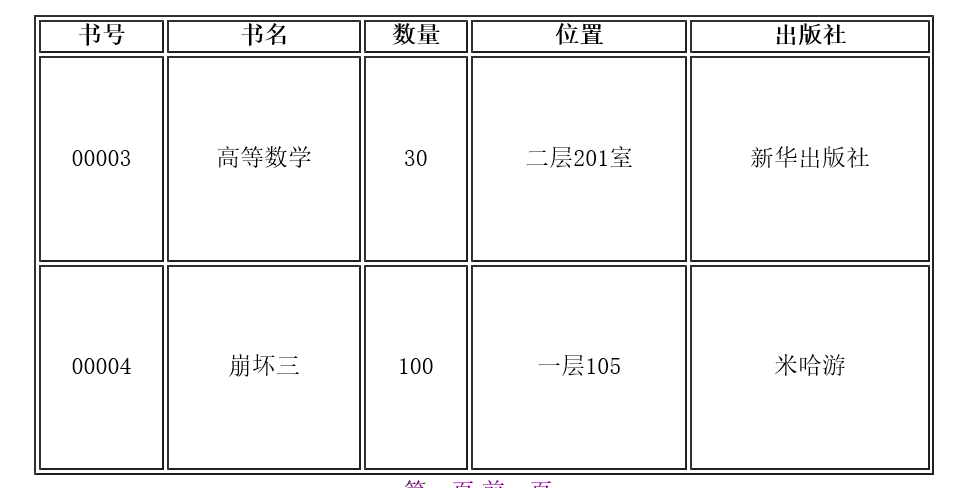 书号 书名 数量 位置 出版社
00003 高等数学 30 二层201室 新华出版社
00004 崩坏三 100 一层105 米哈游